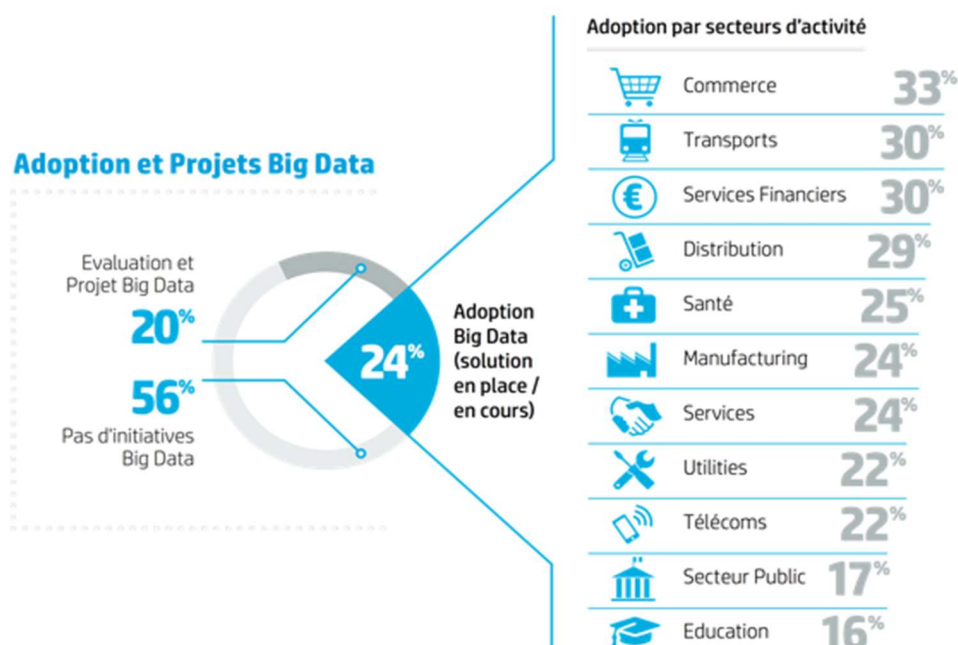 Adoption et Projets Big Data
Evaluation et
Projet Big Data
20%
56%
Pas d'initiatives
Big Data
24%
Adoption
Big Data
(solution
en place /
en cours)
Adoption par secteurs d'activité
Commerce 33%
Transports 30%
€ Services Financiers 30%
Distribution 29%
Santé 25%
Manufacturing 24%
Services 24%
Utilities 22%
Télécoms 22%
Secteur Public 17%
Education 16%